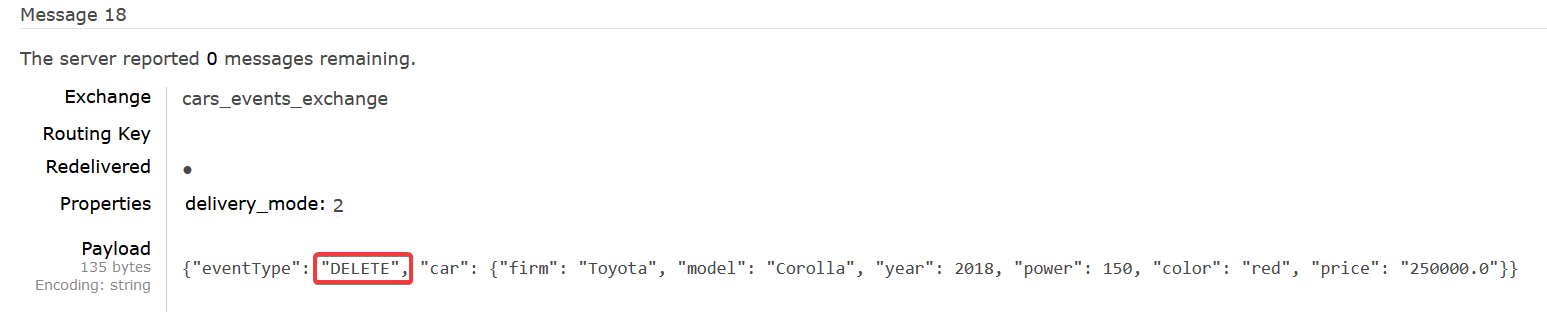 Message 18
The server reported 0 messages remaining.
Exchange cars_events_exchange
Routing Key
Redelivered ●
Properties delivery_mode: 2
Payload
135 bytes
Encoding: string
{"eventType": "DELETE", "car": {"firm": "Toyota", "model": "Corolla", "year": 2018, "power": 150, "color": "red", "price": "250000.0"}}